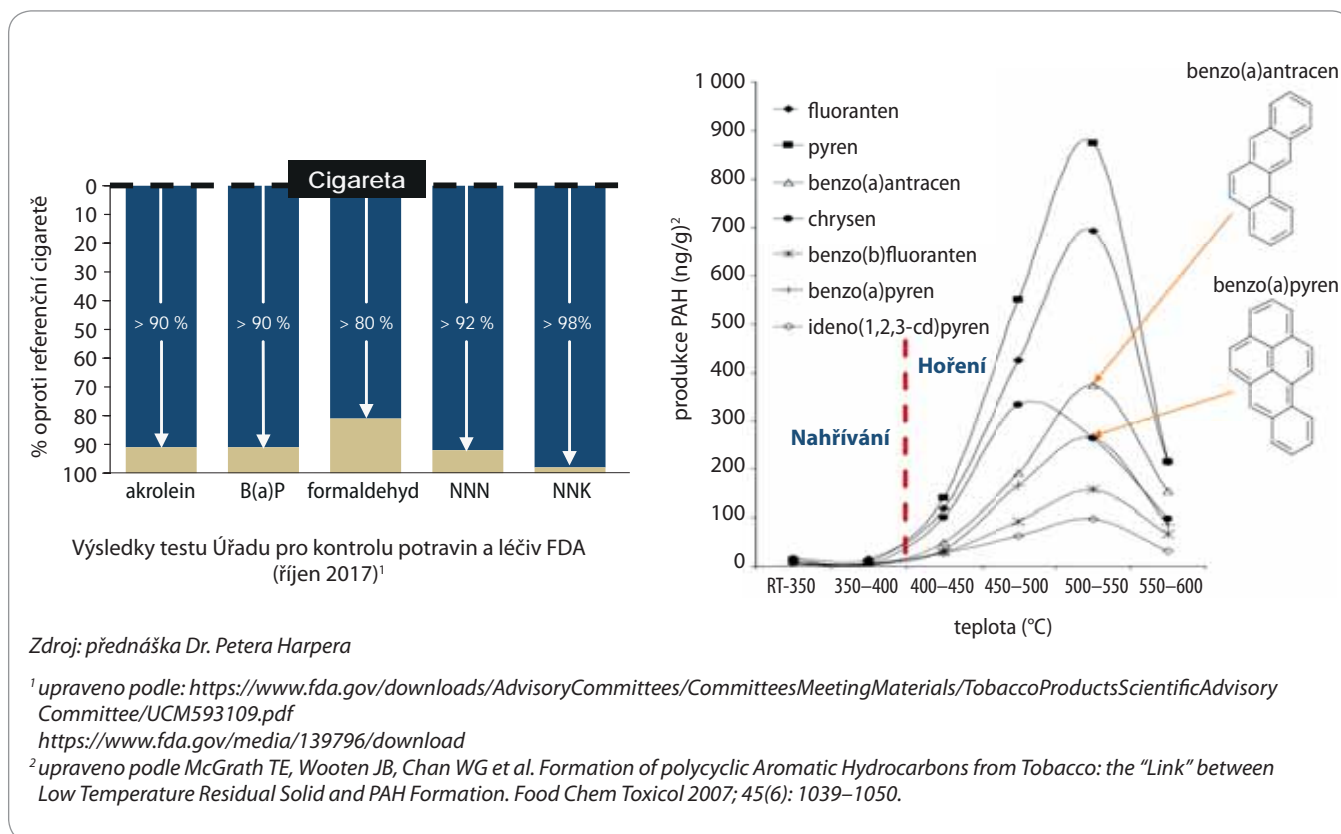 Cigareta
% oproti referenční cigaretě
0
10
20
30
40
50
60
70
80
90
100
> 90 %
> 90 %
> 80 %
> 92 %
> 98%
akrolein
B(a)P
formaldehyd
NNN
NNK
Výsledky testu Úřadu pro kontrolu potravin a léčiv FDA
(říjen 2017)¹
produkce PAH (ng/g)²
1 000
900
800
700
600
500
400
300
200
100
0
fluoranten
pyren
benzo(a)antracen
chrysen
benzo(b)fluoranten
benzo(a)pyren
ideno(1,2,3-cd)pyren
Nahřívání
Hoření
benzo(a)antracen
benzo(a)pyren
RT-350
350–400
400–450
450–500
500–550
550–600
teplota (°C)
Zdroj: přednáška Dr. Petera Harpera
¹ upraveno podle: https://www.fda.gov/downloads/AdvisoryCommittees/CommitteesMeetingMaterials/TobaccoProductsScientificAdvisory
Committee/UCM593109.pdf
https://www.fda.gov/media/139796/download
² upraveno podle McGrath TE, Wooten JB, Chan WG et al. Formation of polycyclic Aromatic Hydrocarbons from Tobacco: the “Link” between
Low Temperature Residual Solid and PAH Formation. Food Chem Toxicol 2007; 45(6): 1039–1050.